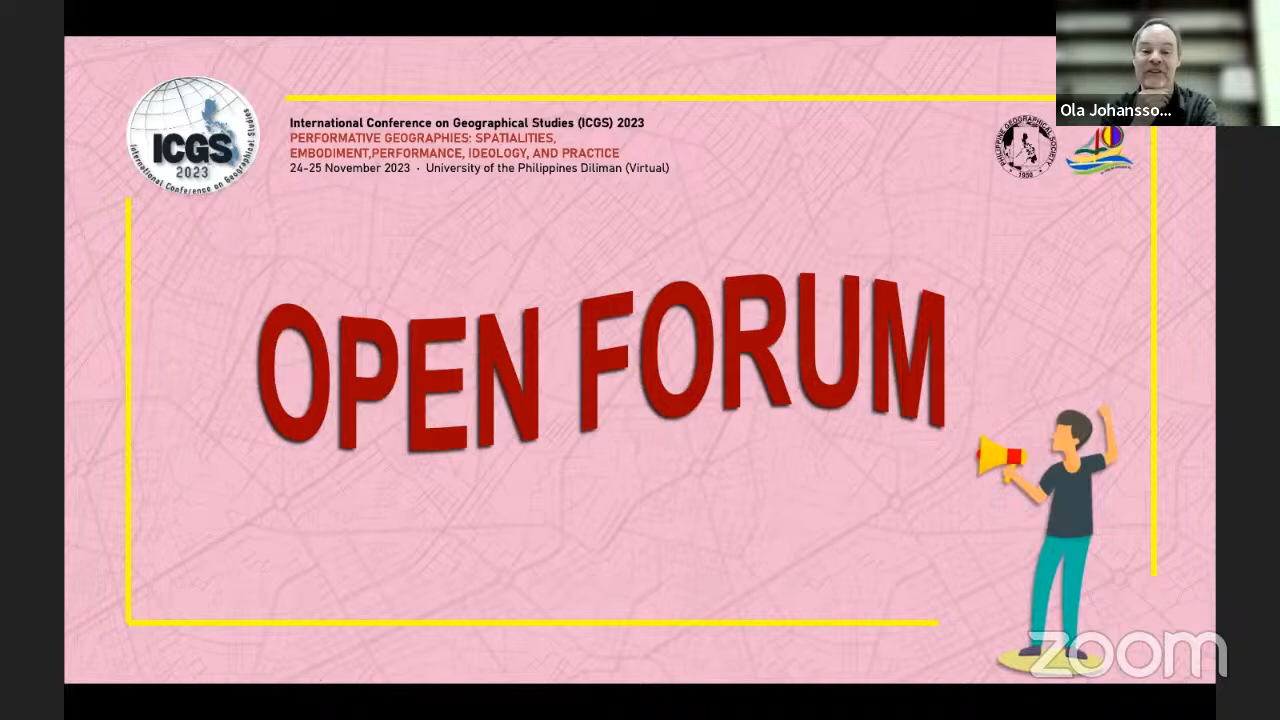 Ola Johansso...
ICGS
2023
International Conference on Geographical Studies
International Conference on Geographical Studies (ICGS) 2023
PERFORMATIVE GEOGRAPHIES: SPATIALITIES,
EMBODIMENT,PERFORMANCE, IDEOLOGY, AND PRACTICE
24-25 November 2023 · University of the Philippines Diliman (Virtual)
PHILIPPINE GEOGRAPHICAL SOCIETY
1950
OPEN FORUM
zoom